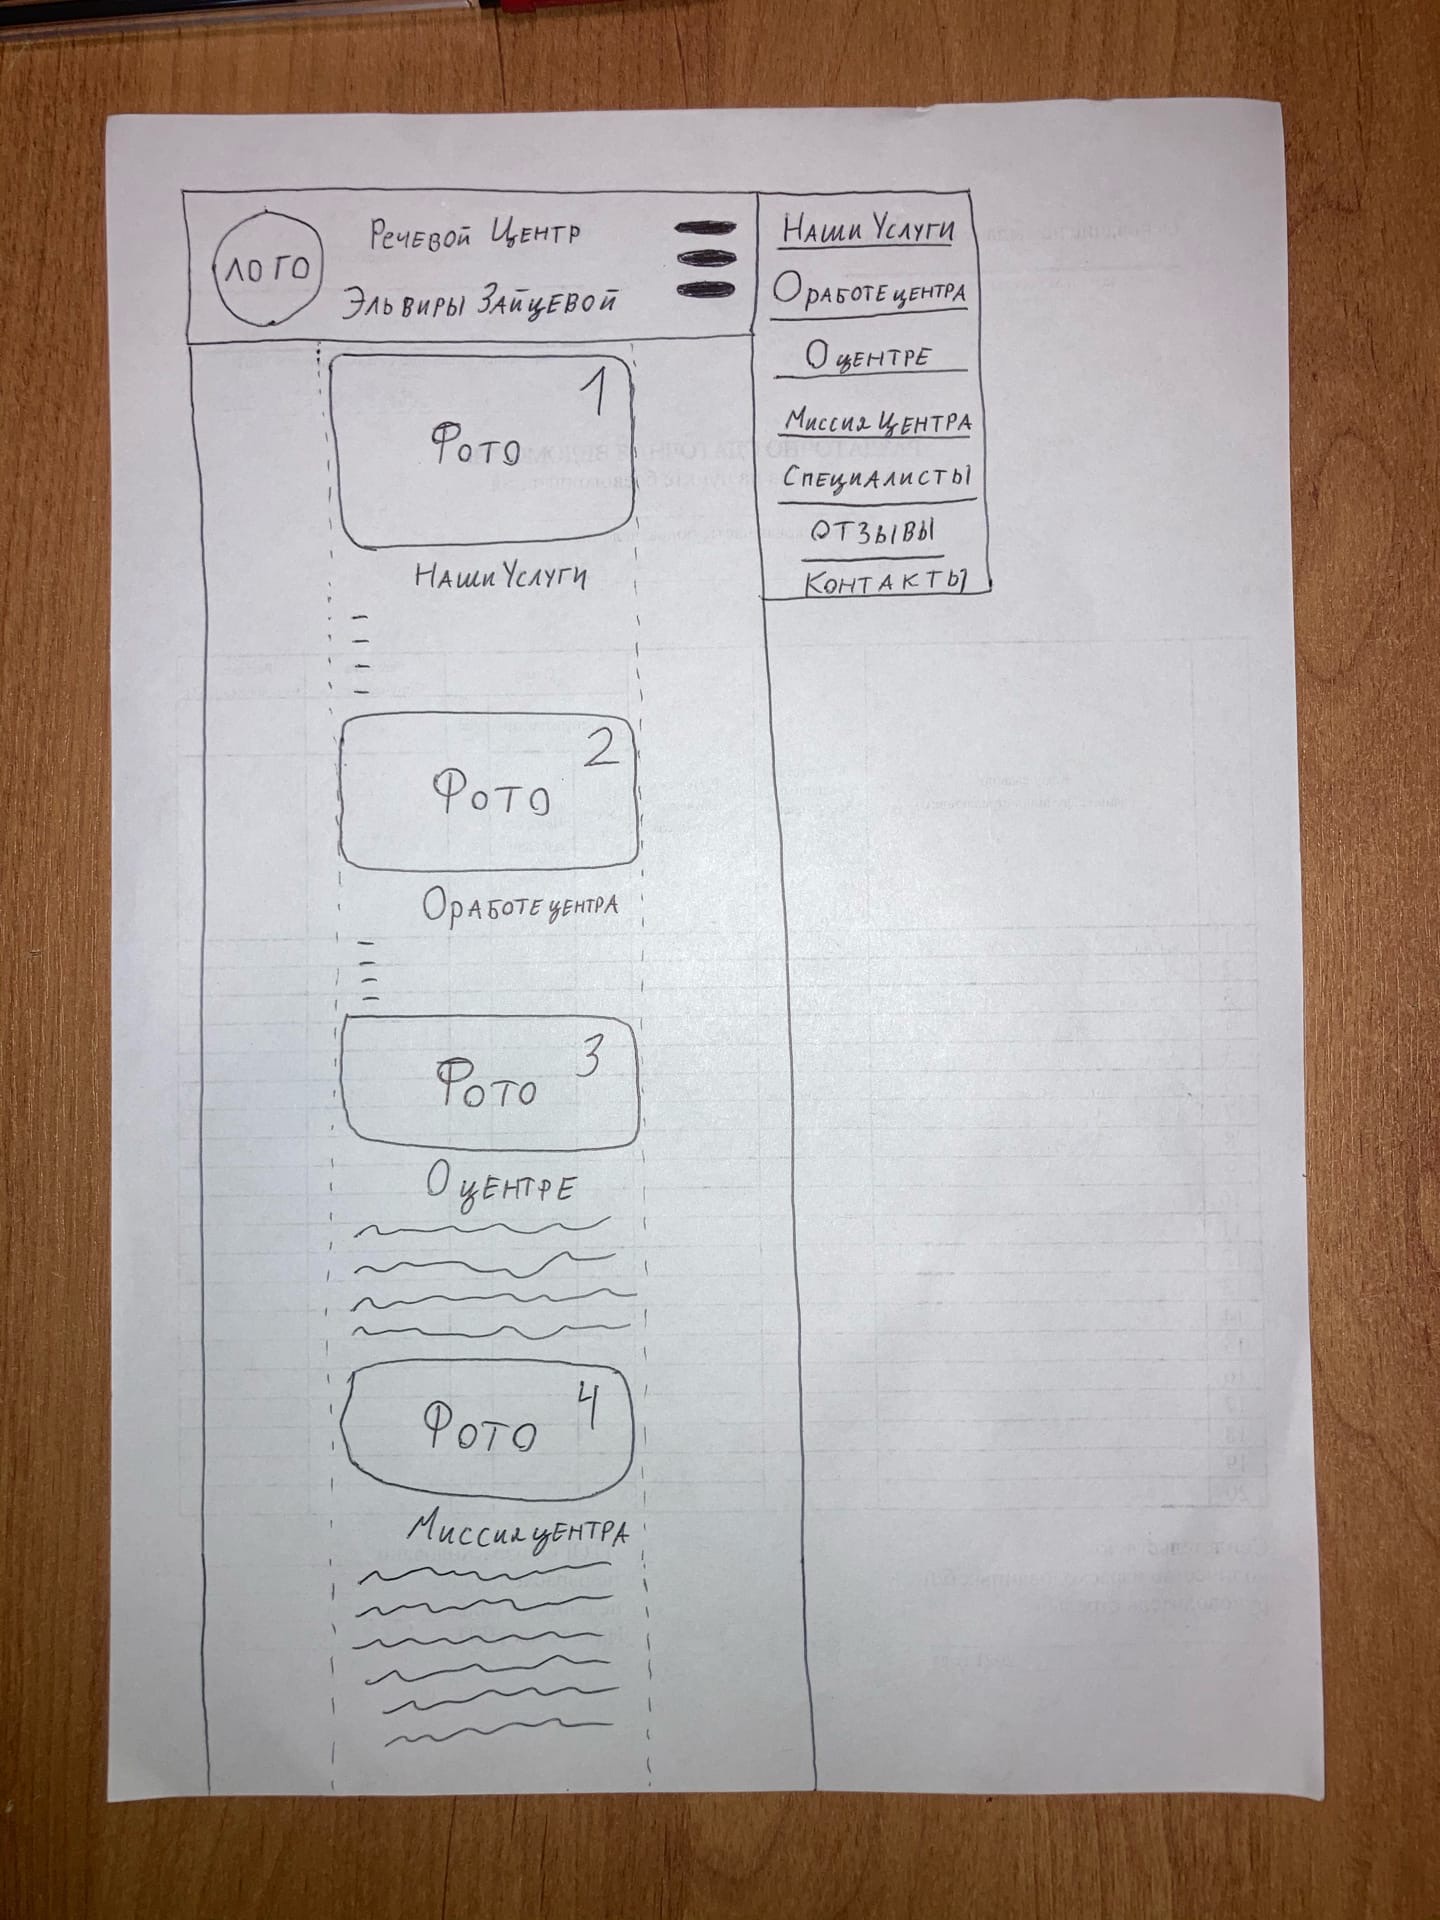 ЛОГО
Речевой Центр
Эльвиры Зайцевой
Наши Услуги
О работе центра
О центре
Миссия Центра
Специалисты
Отзывы
Контакты
1
Фото
Наши Услуги
2
Фото
О работе центра
3
Фото
О центре
4
Фото
Миссия центра